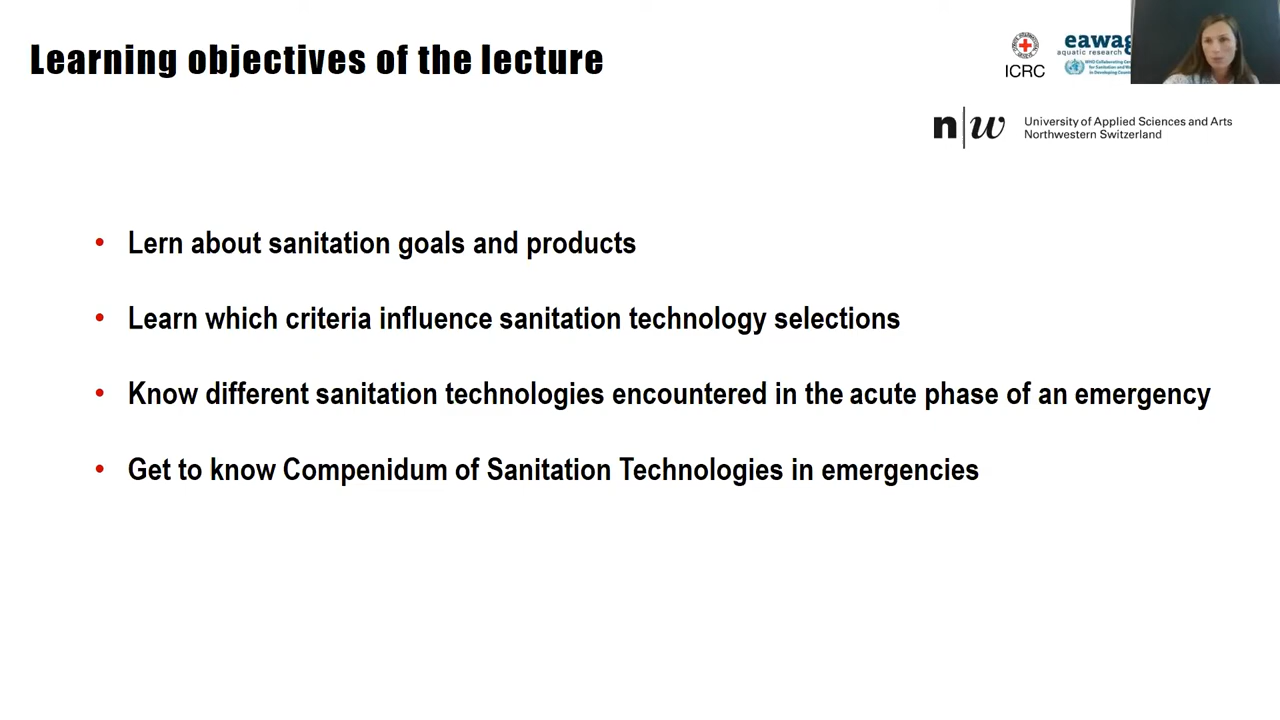 Learning objectives of the lecture
ICRC
eawag
aquatic research
University of Applied Sciences and Arts
Northwestern Switzerland
n|w
• Lern about sanitation goals and products
• Learn which criteria influence sanitation technology selections
• Know different sanitation technologies encountered in the acute phase of an emergency
• Get to know Compenidum of Sanitation Technologies in emergencies